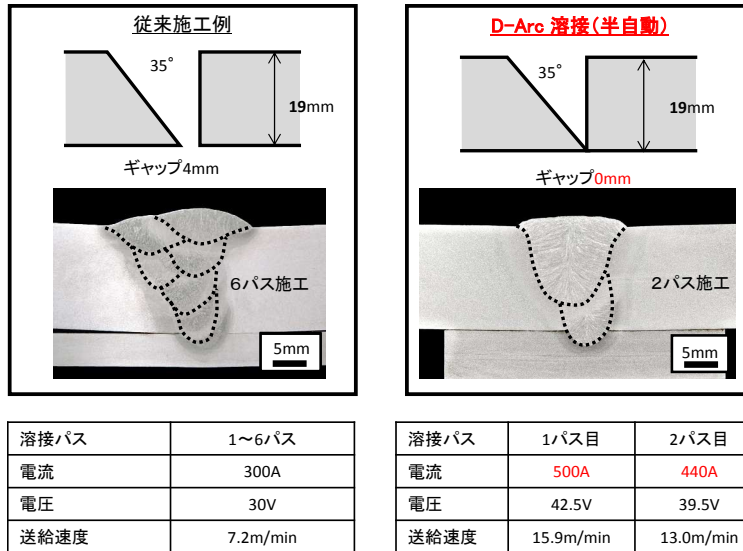 従来施工例
35°
19mm
ギャップ4mm
6パス施工
5mm
D-Arc 溶接(半自動)
35°
19mm
ギャップ0mm
2パス施工
5mm
溶接パス 1~6パス
電流 300A
電圧 30V
送給速度 7.2m/min
溶接パス 1パス目 2パス目
電流 500A 440A
電圧 42.5V 39.5V
送給速度 15.9m/min 13.0m/min